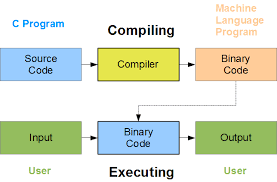 C Program
Compiling
Machine
Language
Program
Source
Code
Compiler
Binary
Code
Input
Binary
Code
Output
User
Executing
User